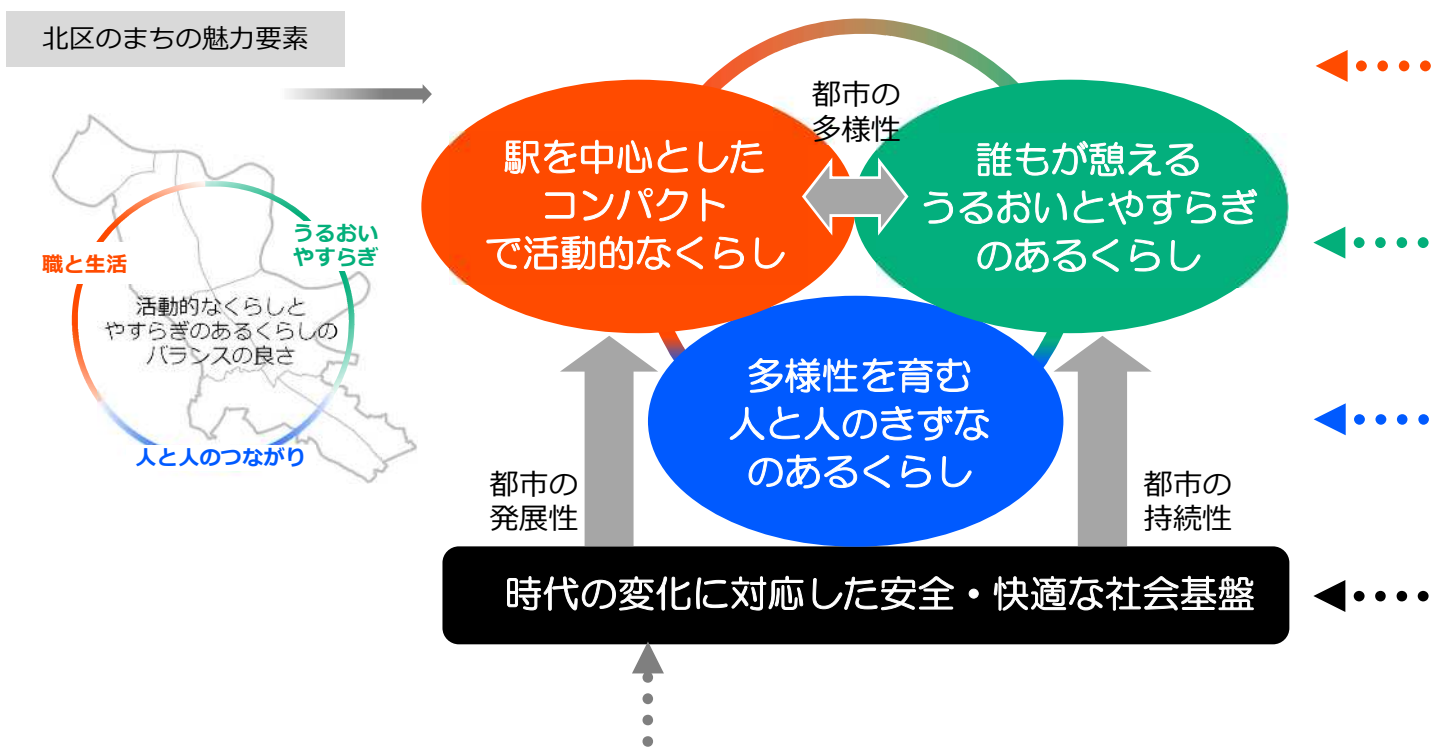 北区のまちの魅力要素
職と生活
うるおい
やすらぎ
活動的なくらしと
やすらぎのあるくらしの
バランスの良さ
人と人のつながり
都市の
多様性
駅を中心とした
コンパクト
で活動的なくらし
誰もが憩える
うるおいとやすらぎ
のあるくらし
多様性を育む
人と人のきずな
のあるくらし
都市の
発展性
都市の
持続性
時代の変化に対応した安全・快適な社会基盤